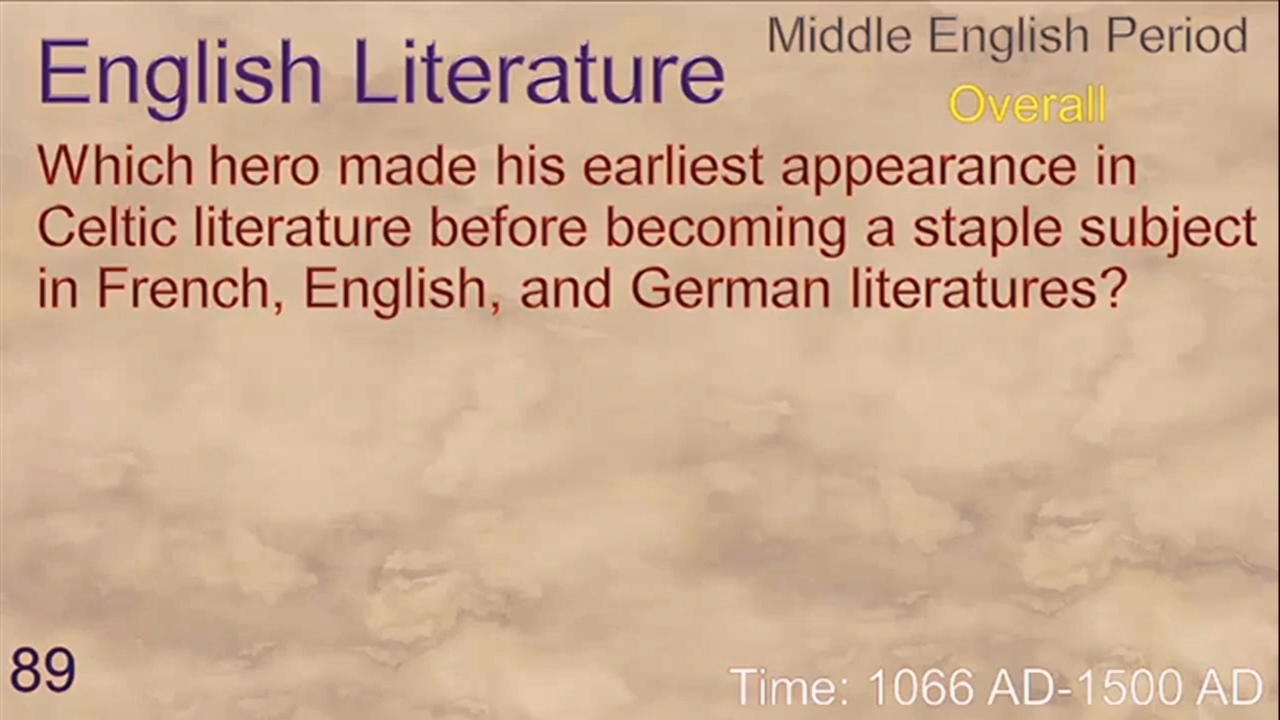 English Literature
Middle English Period
Overall
Which hero made his earliest appearance in
Celtic literature before becoming a staple subject
in French, English, and German literatures?
89
Time: 1066 AD-1500 AD